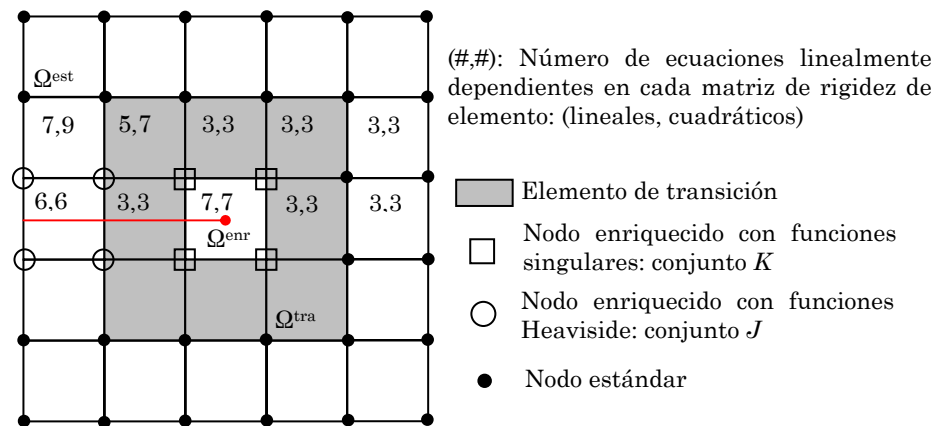 Ω^est
7,9 5,7 3,3 3,3 3,3
6,6 3,3 7,7 3,3 3,3
Ω^enr
Ω^tra
(#,#): Número de ecuaciones linealmente
dependientes en cada matriz de rigidez de
elemento: (lineales, cuadráticos)
Elemento de transición
Nodo enriquecido con funciones
singulares: conjunto K
Nodo enriquecido con funciones
Heaviside: conjunto J
Nodo estándar